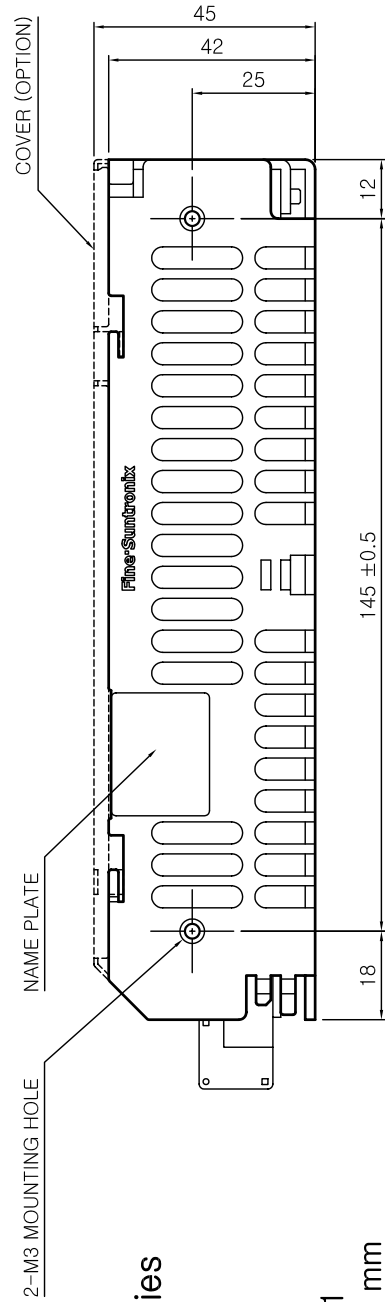 COVER (OPTION)
NAME PLATE
2-M3 MOUNTING HOLE
45
42
25
Fine·Suntronix
12
145 ±0.5
18
ies
1
mm